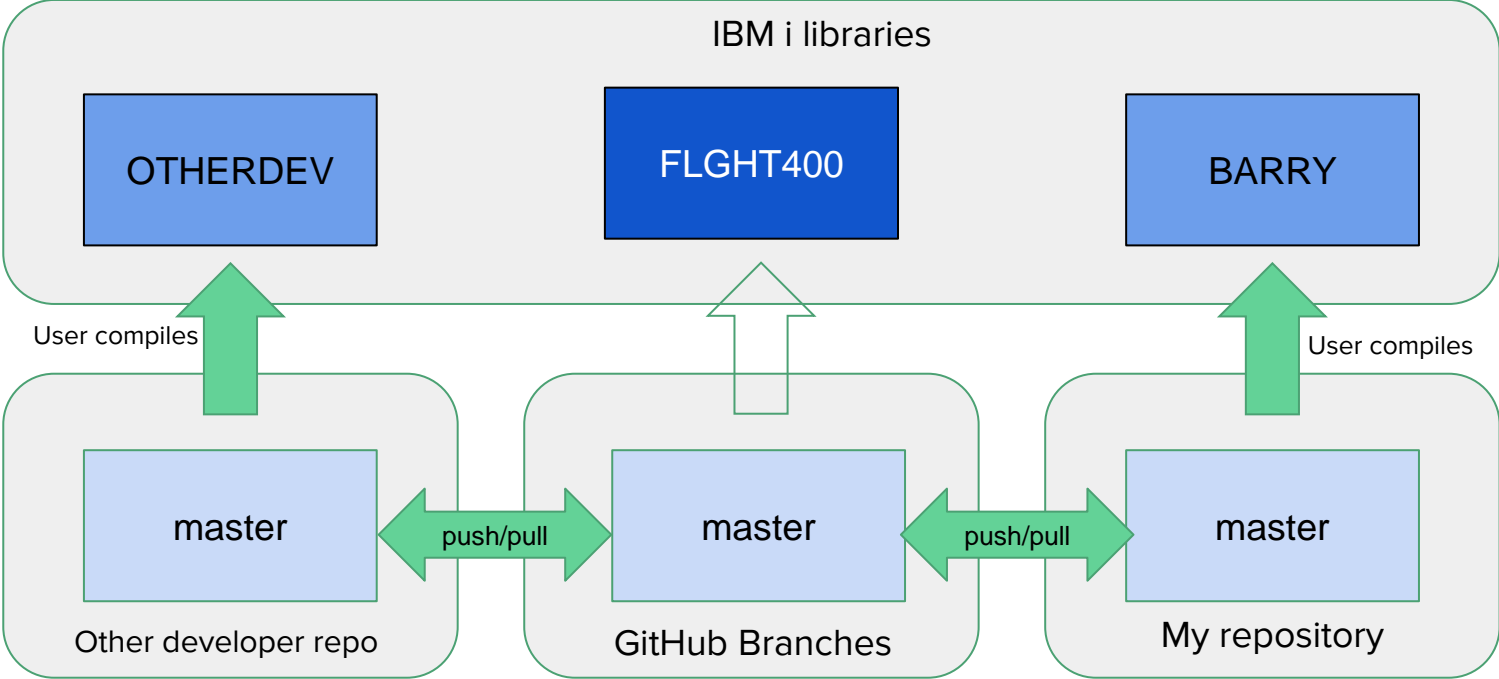 IBM i libraries
OTHERDEV
FLGHT400
BARRY
User compiles
User compiles
master
push/pull
master
push/pull
master
Other developer repo
GitHub Branches
My repository